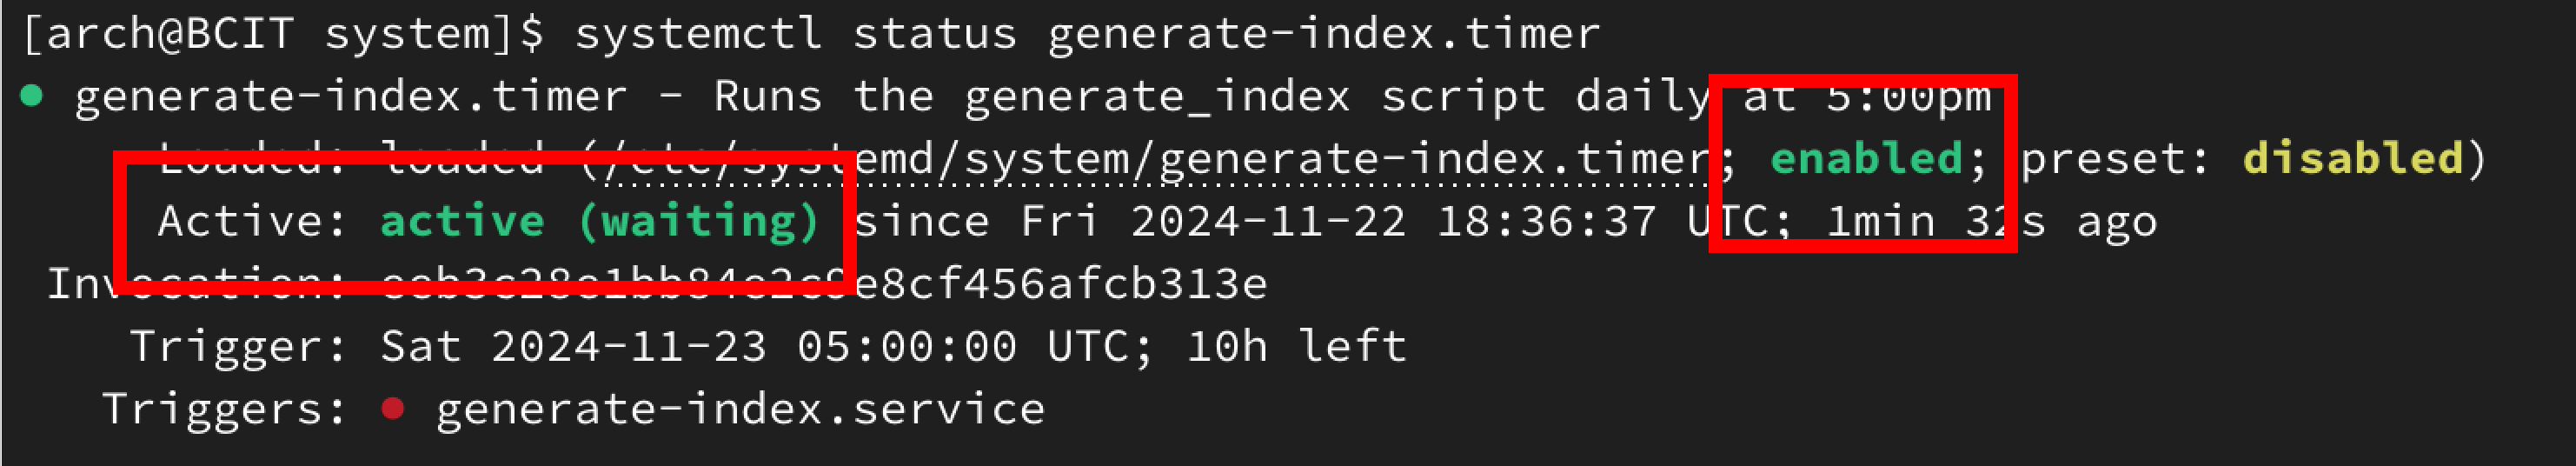 [arch@BCIT system]$ systemctl status generate-index.timer
● generate-index.timer - Runs the generate_index script daily at 5:00pm
Loaded: loaded (/etc/systemd/system/generate-index.timer; enabled; preset: disabled)
Active: active (waiting) since Fri 2024-11-22 18:36:37 UTC; 1min 32s ago
Invocation: e8cf456afcb313e
Trigger: Sat 2024-11-23 05:00:00 UTC; 10h left
Triggers: ● generate-index.service